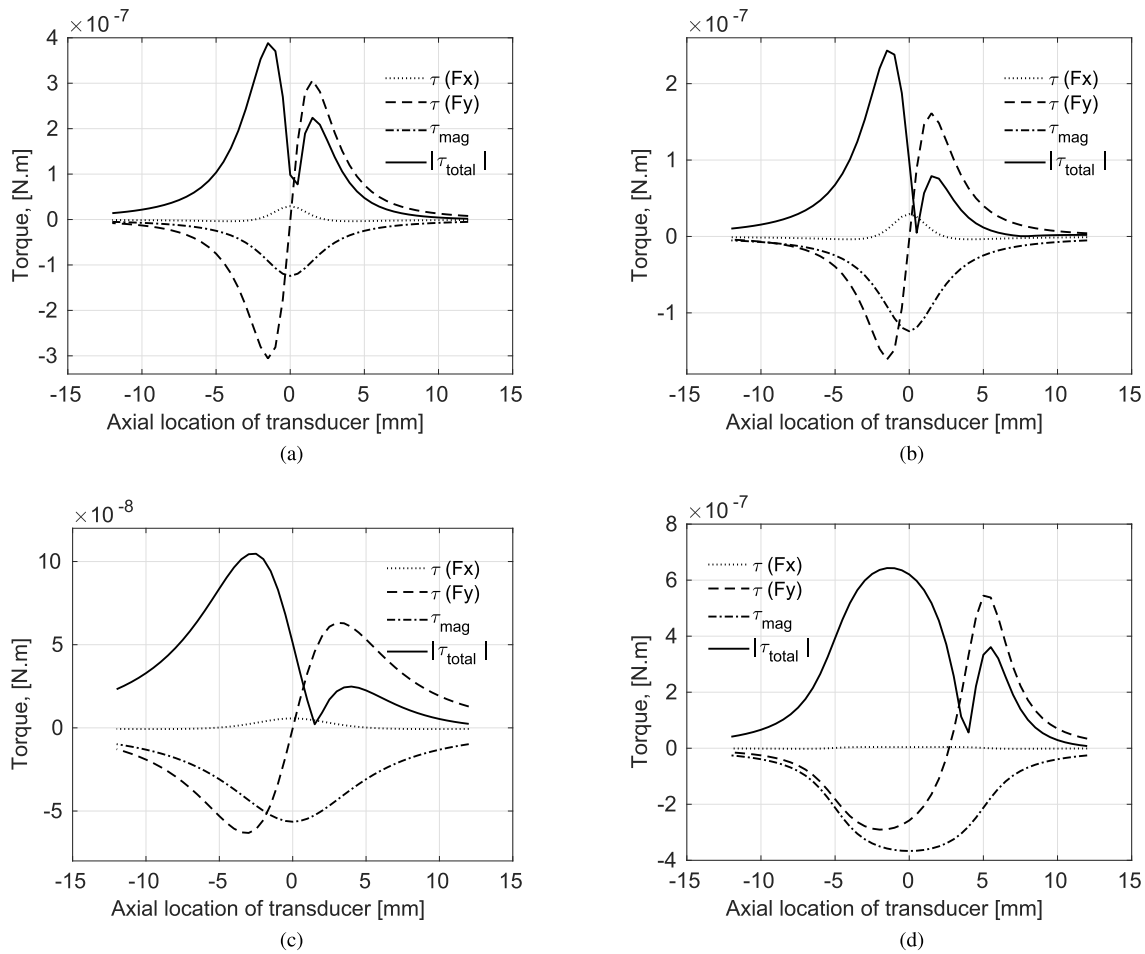 ×10⁻⁷
4
3
2
1
0
-1
-2
-3
Torque, [N.m]
τ (Fx)
τ (Fy)
τmag
|τtotal|
-15 -10 -5 0 5 10 15
Axial location of transducer [mm]
(a)
×10⁻⁷
2
1
0
-1
Torque, [N.m]
τ (Fx)
τ (Fy)
τmag
|τtotal|
-15 -10 -5 0 5 10 15
Axial location of transducer [mm]
(b)
×10⁻⁸
10
5
0
-5
Torque, [N.m]
τ (Fx)
τ (Fy)
τmag
|τtotal|
-15 -10 -5 0 5 10 15
Axial location of transducer [mm]
(c)
×10⁻⁷
8
6
4
2
0
-2
-4
Torque, [N.m]
τ (Fx)
τ (Fy)
τmag
|τtotal|
-15 -10 -5 0 5 10 15
Axial location of transducer [mm]
(d)